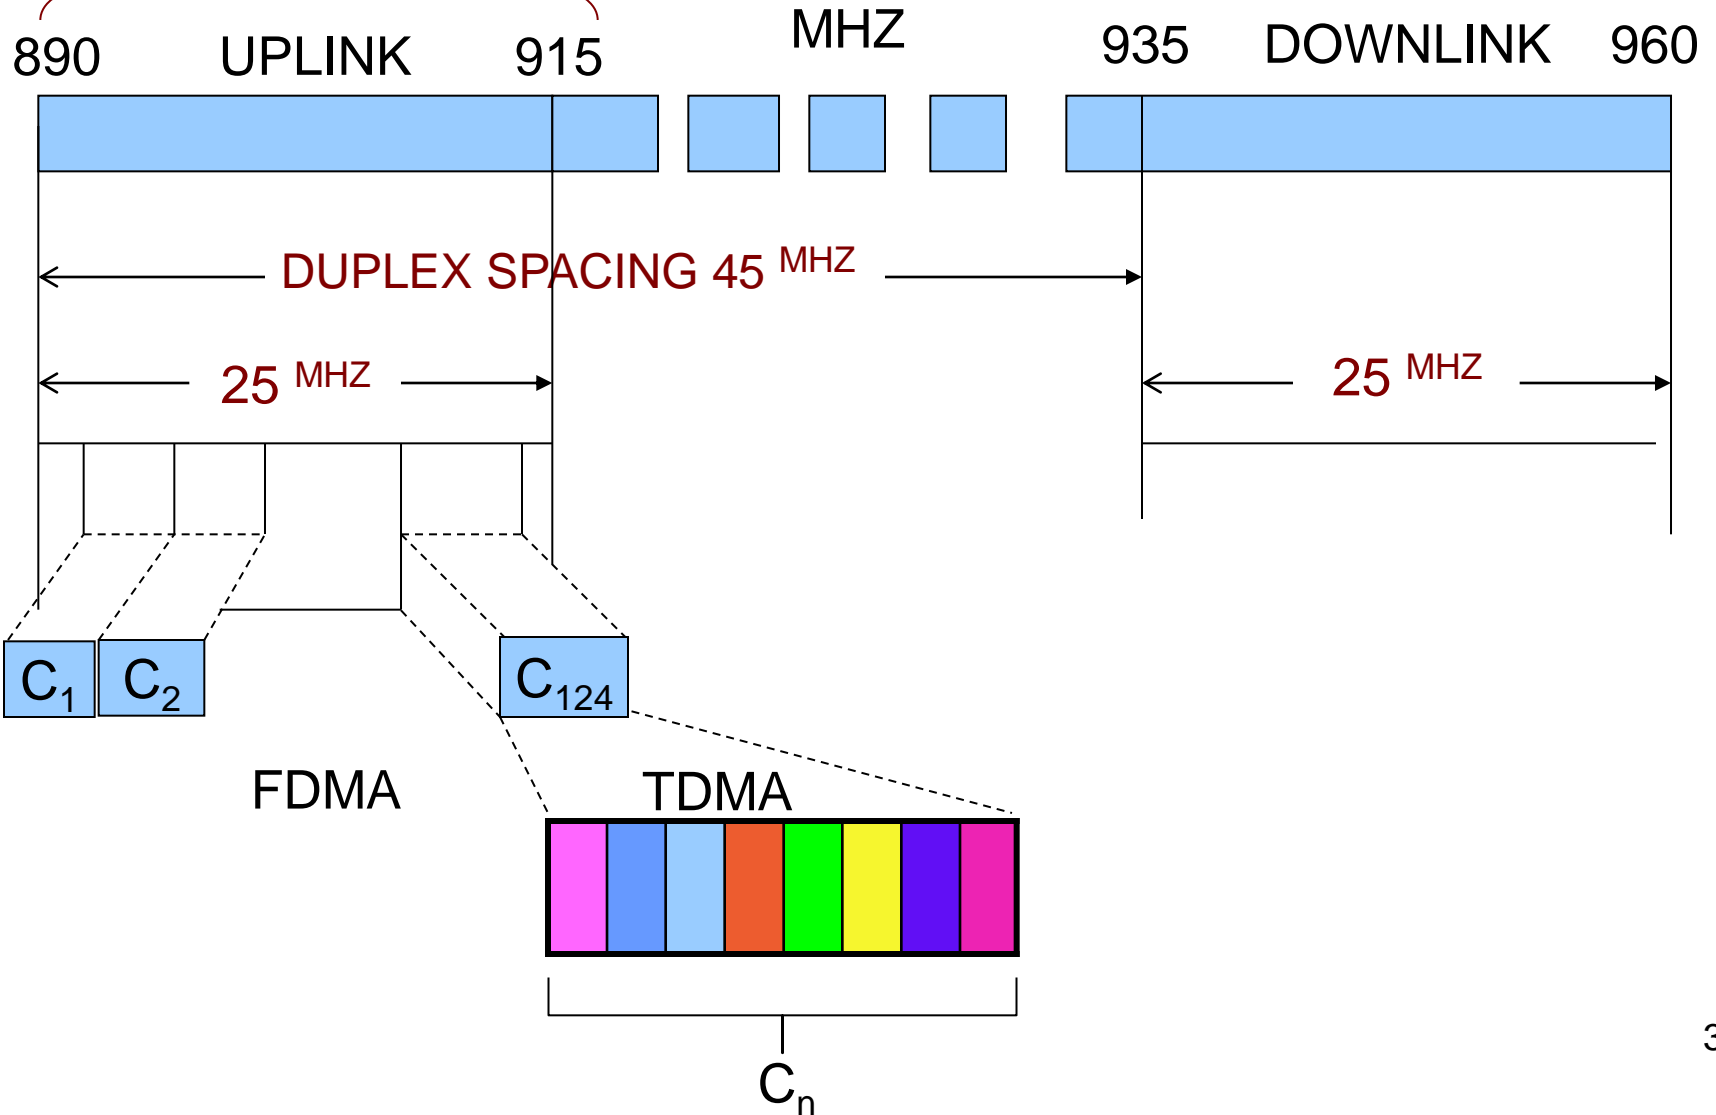 MHZ
890 UPLINK 915 935 DOWNLINK 960
DUPLEX SPACING 45 MHZ
25 MHZ 25 MHZ
C1 C2 C124
FDMA TDMA
3
Cn